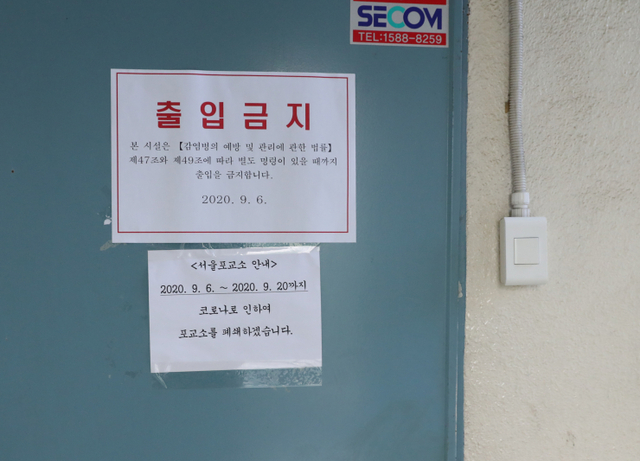 SECOM
TEL:1588-8259
출입금지
본 시설은 【감염병의 예방 및 관리에 관한 법률】
제47조와 제49조에 따라 별도 명령이 있을 때까지
출입을 금지합니다.
2020. 9. 6.
<서울포교소 안내>
2020. 9. 6. ~ 2020. 9. 20까지
코로나로 인하여
포교소를 폐쇄하겠습니다.